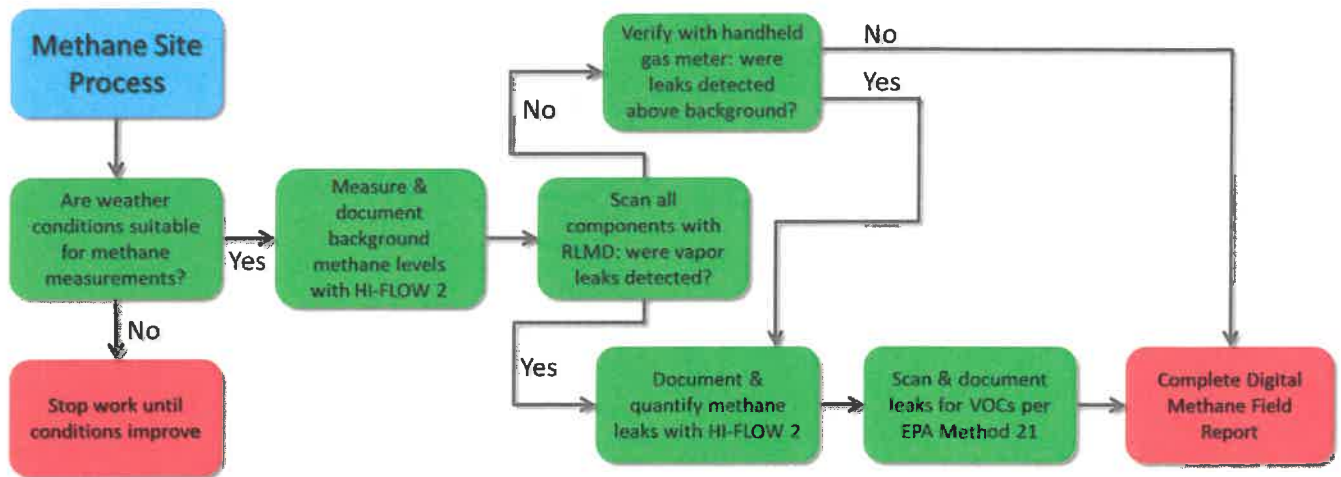 Methane Site
Process
Are weather
conditions suitable
for methane
measurements?
Yes
No
Stop work until
conditions improve
Measure &
document
background
methane levels
with HI-FLOW 2
Scan all
components with
RLMD: were vapor
leaks detected?
No
Yes
Verify with handheld
gas meter: were
leaks detected
above background?
No
Yes
Document &
quantify methane
leaks with HI-FLOW 2
Scan & document
leak for VOCs per
EPA Method 21
Complete Digital
Methane Field
Report